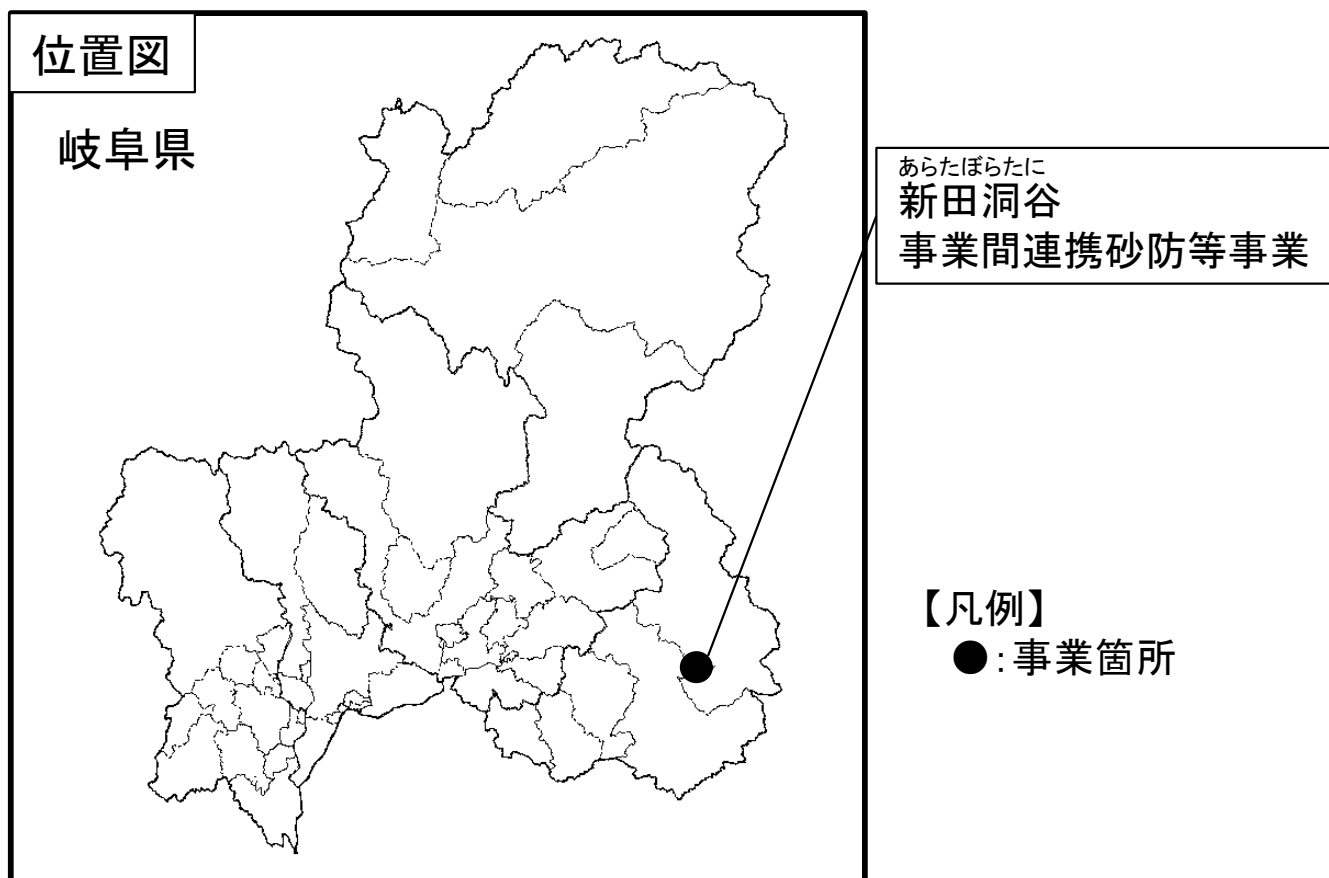 位置図
岐阜県
あらたぼらたに
新田洞谷
事業間連携砂防等事業
【凡例】
●：事業箇所